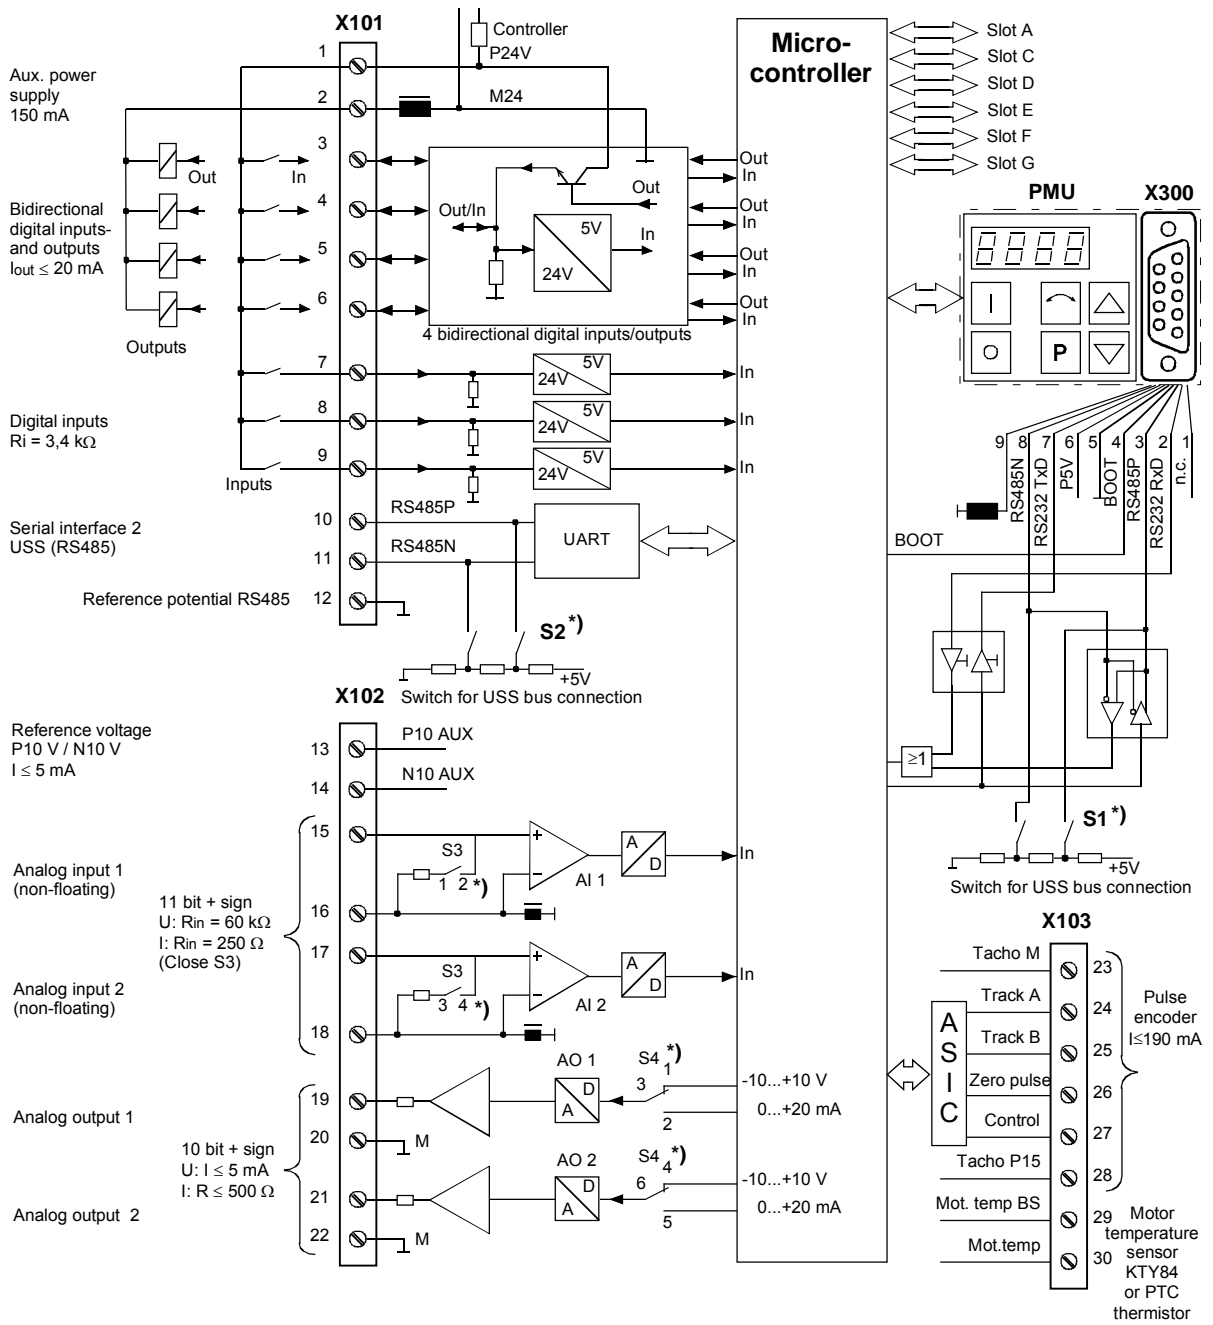 X101
Controller
P24V
1
Aux. power
supply
150 mA
2
M24
3
Out
In
4
Bidirectional
digital inputs-
and outputs
Iout ≤ 20 mA
5
6
Outputs
Out/In
Out
In
5V
24V
4 bidirectional digital inputs/outputs
Out
In
Out
In
Out
In
Out
In
Micro-
controller
Slot A
Slot C
Slot D
Slot E
Slot F
Slot G
PMU
X300
P
7
5V
24V
In
8
5V
24V
In
9
5V
24V
In
Digital inputs
Ri = 3,4 kΩ
Inputs
9 8 7 6 5 4 3 2 1
RS485N
RS232 TxD
P5V
BOOT
RS485P
RS232 RxD
n.c.
BOOT
Serial interface 2
USS (RS485)
10
RS485P
UART
11
RS485N
Reference potential RS485
12
S2 *)
+5V
Switch for USS bus connection
≥1
S1 *)
+5V
Switch for USS bus connection
X102
Reference voltage
P10 V / N10 V
I ≤ 5 mA
13
P10 AUX
14
N10 AUX
15
Analog input 1
(non-floating)
S3
1 2 *)
+
−
AI 1
A
D
In
16
11 bit + sign
U: Rin = 60 kΩ
I: Rin = 250 Ω
(Close S3)
17
Analog input 2
(non-floating)
S3
3 4 *)
+
−
AI 2
A
D
In
18
Analog output 1
19
AO 1
D
A
S4 *)
1
3
2
-10...+10 V
0...+20 mA
20
M
10 bit + sign
U: I ≤ 5 mA
I: R ≤ 500 Ω
Analog output 2
21
AO 2
D
A
S4 *)
4
6
5
-10...+10 V
0...+20 mA
22
M
X103
ASIC
Tacho M
23
Track A
24
Track B
25
Zero pulse
26
Control
27
Tacho P15
28
Mot. temp BS
29
Mot.temp
30
Pulse
encoder
I≤190 mA
Motor
temperature
sensor
KTY84
or PTC
thermistor